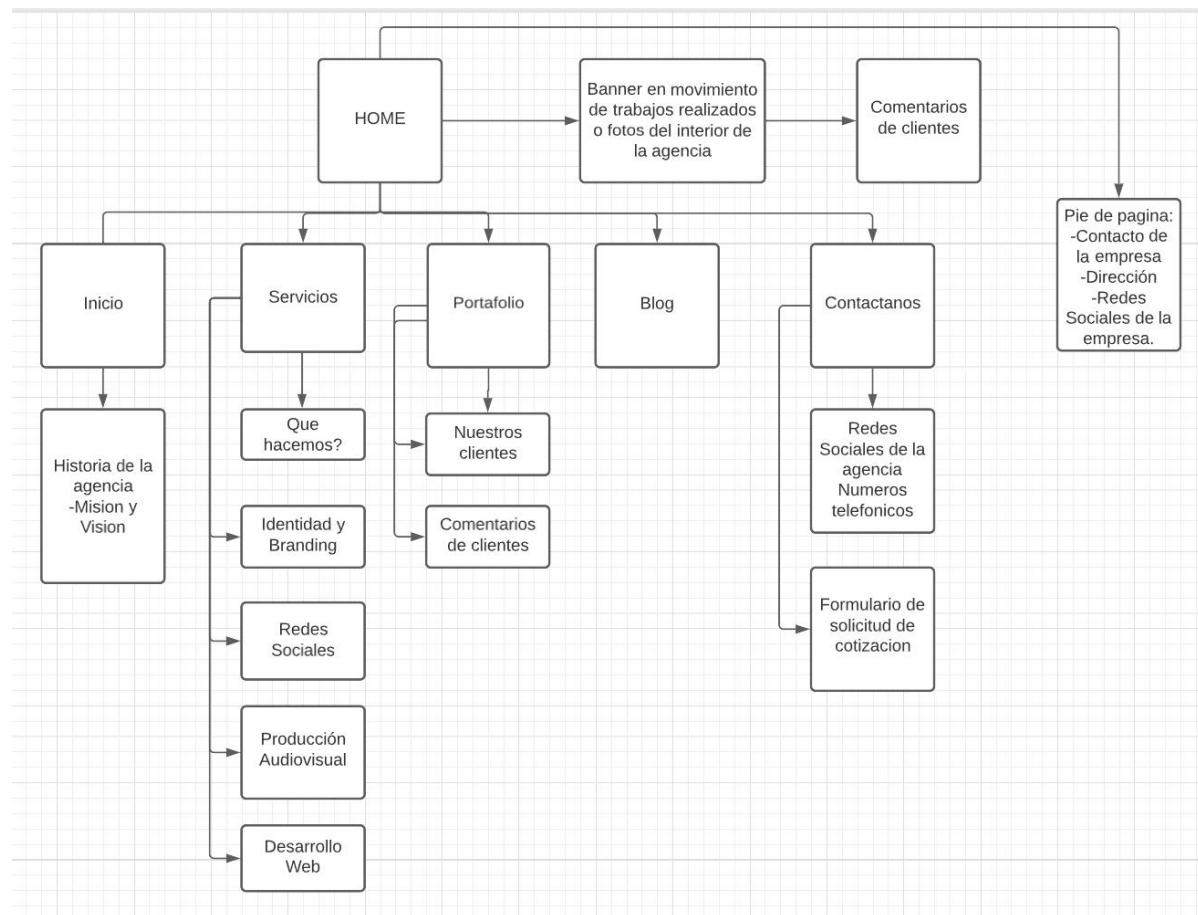 HOME
Banner en movimiento
de trabajos realizados
o fotos del interior de
la agencia
Comentarios
de clientes
Pie de pagina:
-Contacto de
la empresa
-Dirección
-Redes
Sociales de la
empresa.
Inicio
Servicios
Portafolio
Blog
Contactanos
Historia de la
agencia
-Mision y
Vision
Que
hacemos?
Identidad y
Branding
Redes
Sociales
Producción
Audiovisual
Desarrollo
Web
Nuestros
clientes
Comentarios
de clientes
Redes
Sociales de la
agencia
Numeros
telefonicos
Formulario de
solicitud de
cotizacion